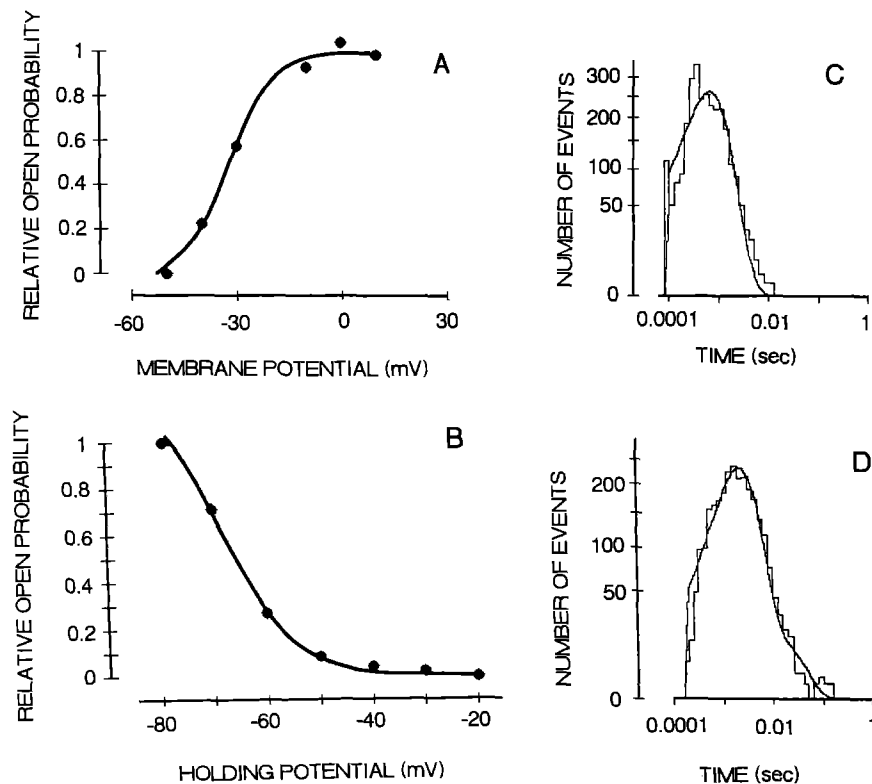 A
RELATIVE OPEN PROBABILITY
1
0.8
0.6
0.4
0.2
0
-60 -30 0 30
MEMBRANE POTENTIAL (mV)
C
NUMBER OF EVENTS
300
200
100
50
0
0.0001 0.01 1
TIME (sec)
B
RELATIVE OPEN PROBABILITY
1
0.8
0.6
0.4
0.2
0
-80 -60 -40 -20
HOLDING POTENTIAL (mV)
D
NUMBER OF EVENTS
200
100
50
0
0.0001 0.01 1
TIME (sec)